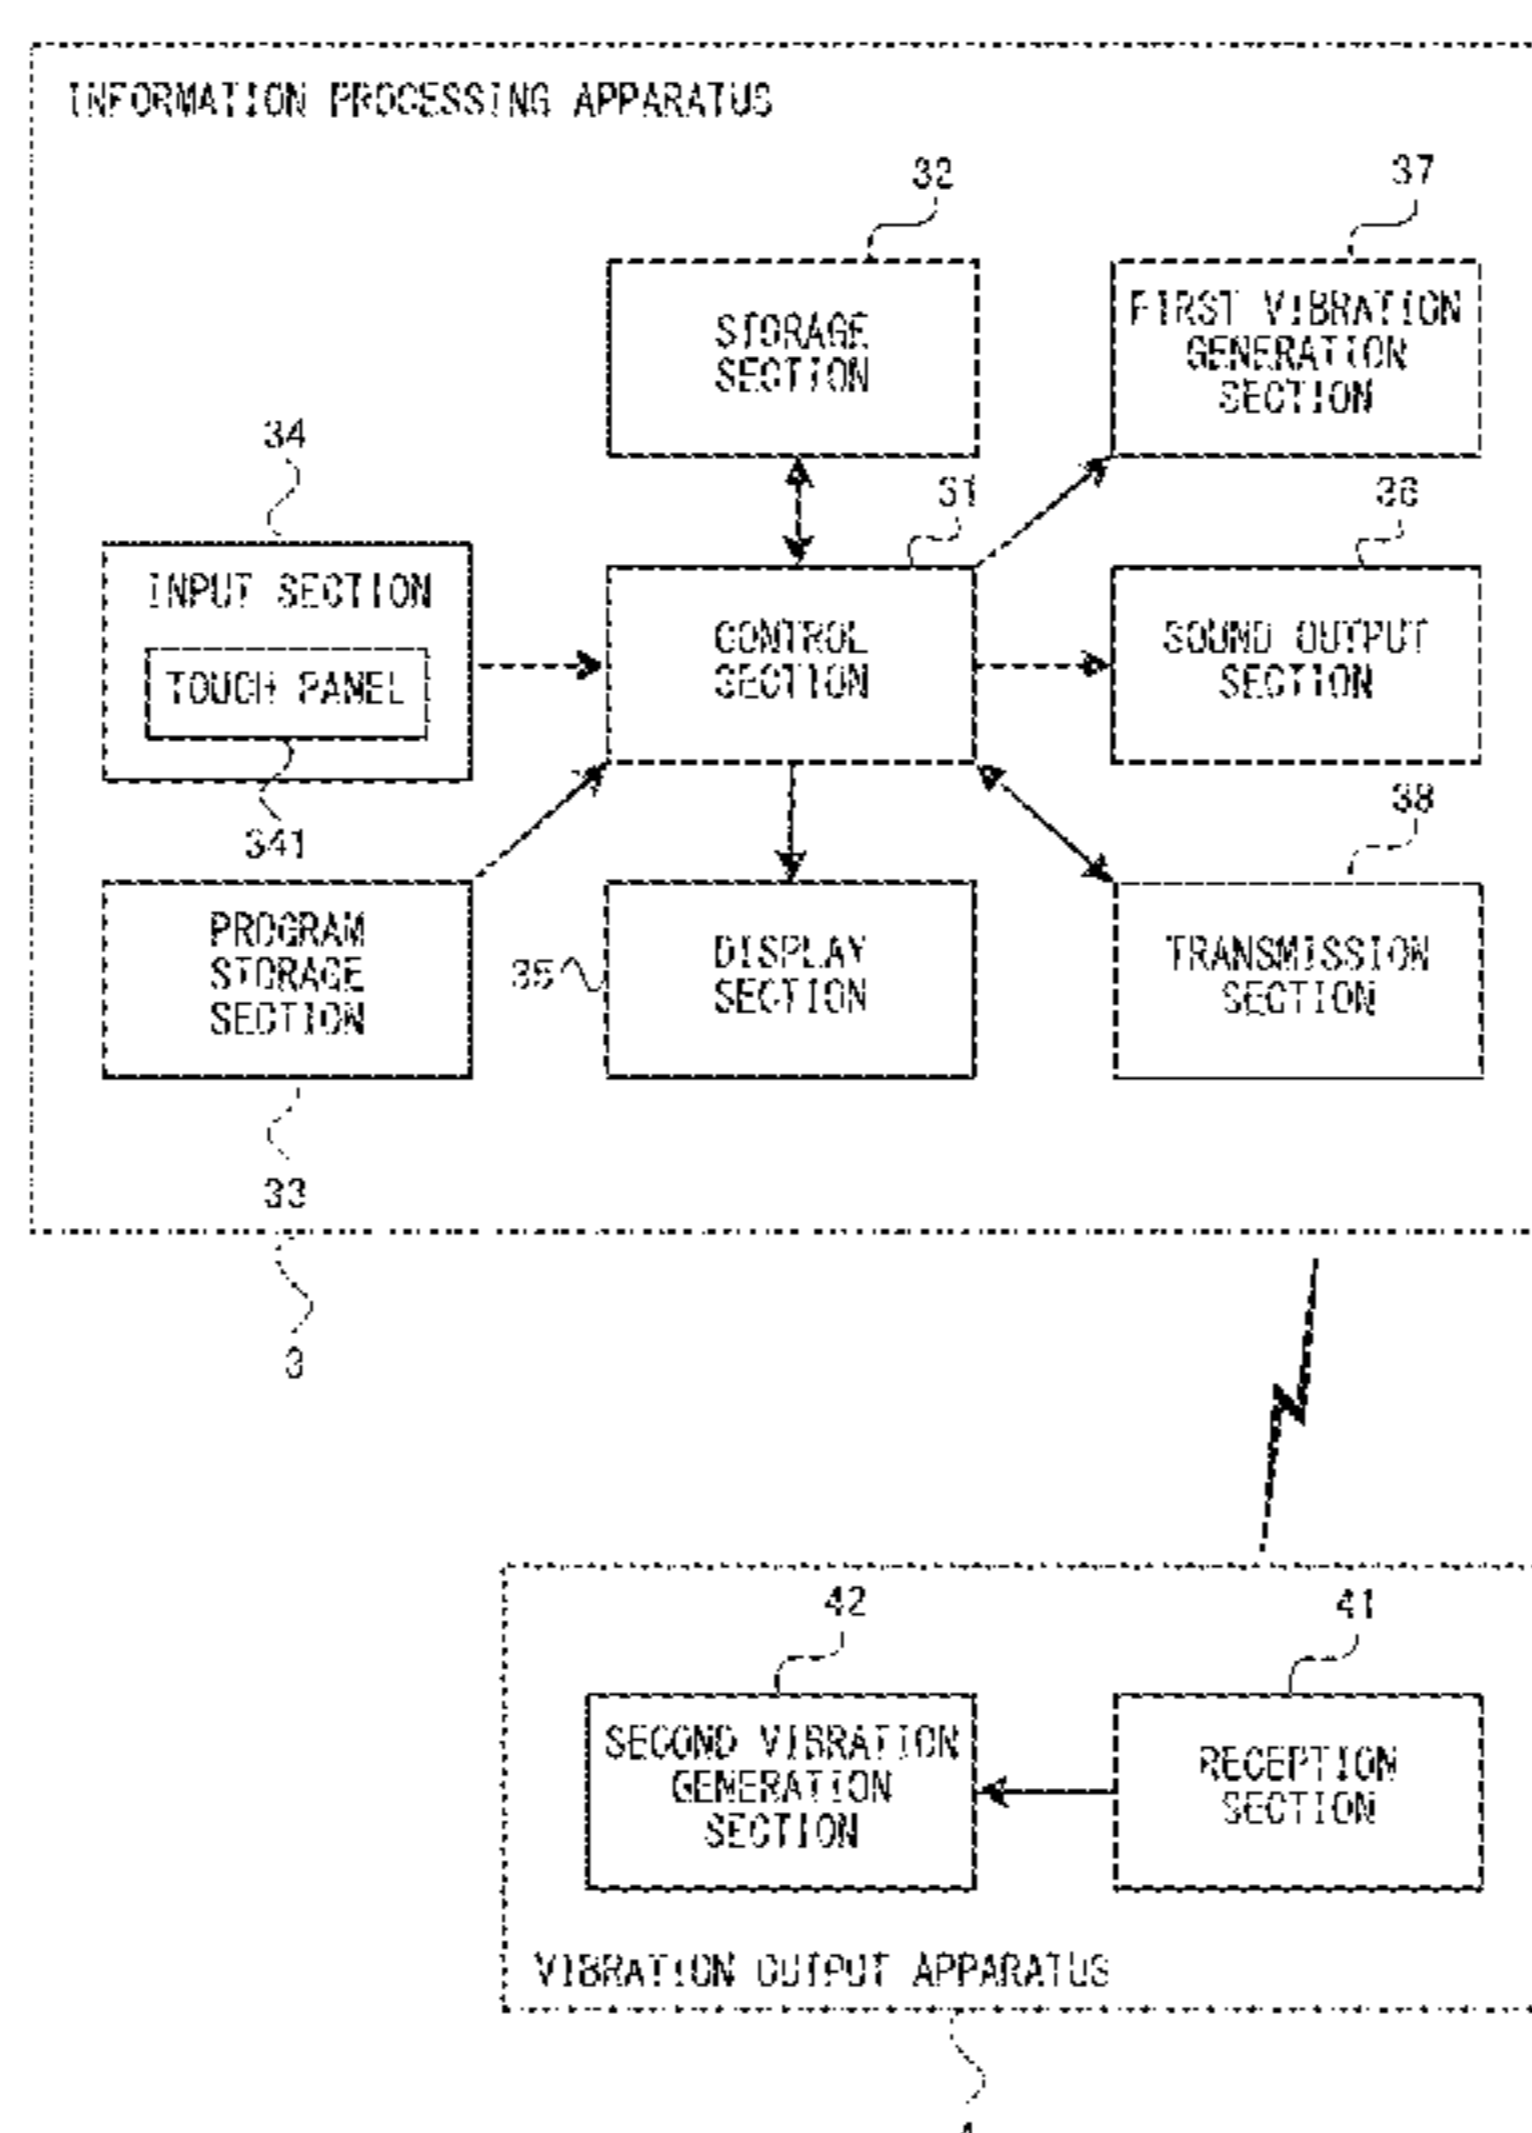 INFORMATION PROCESSING APPARATUS
32
37
STORAGE
SECTION
FIRST VIBRATION
GENERATION
SECTION
34
31
36
INPUT SECTION
TOUCH PANEL
341
CONTROL
SECTION
SOUND OUTPUT
SECTION
38
PROGRAM
STORAGE
SECTION
35
DISPLAY
SECTION
TRANSMISSION
SECTION
33
3
42
41
SECOND VIBRATION
GENERATION
SECTION
RECEPTION
SECTION
VIBRATION OUTPUT APPARATUS